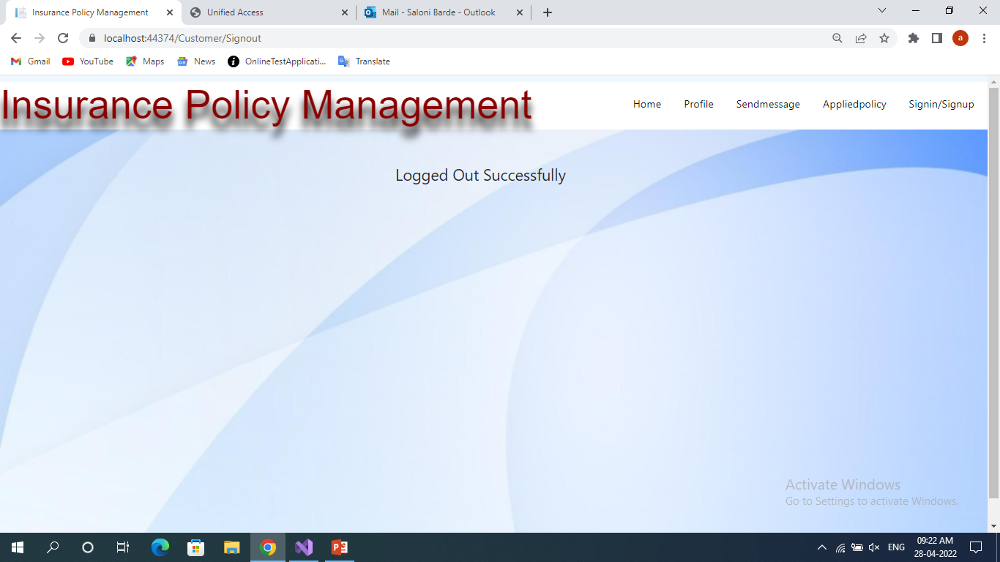 Insurance Policy Management
Unified Access
Mail - Saloni Barde - Outlook
localhost:44374/Customer/Signout
a
Gmail
YouTube
Maps
News
OnlineTestApplicati...
Translate
Insurance Policy Management
Home
Profile
Sendmessage
Appliedpolicy
Signin/Signup
Logged Out Successfully
Activate Windows
Go to Settings to activate Windows.
ENG
09:22 AM
28-04-2022